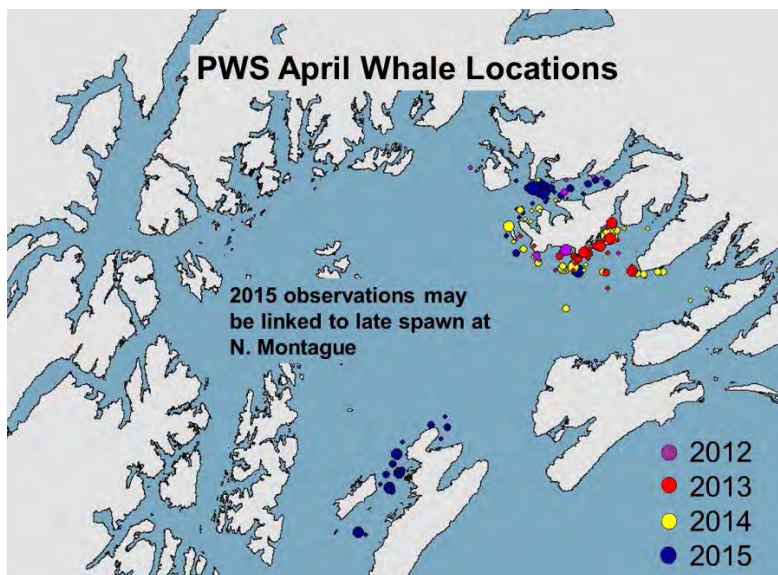 PWS April Whale Locations
2015 observations may
be linked to late spawn at
N. Montague
2012
2013
2014
2015